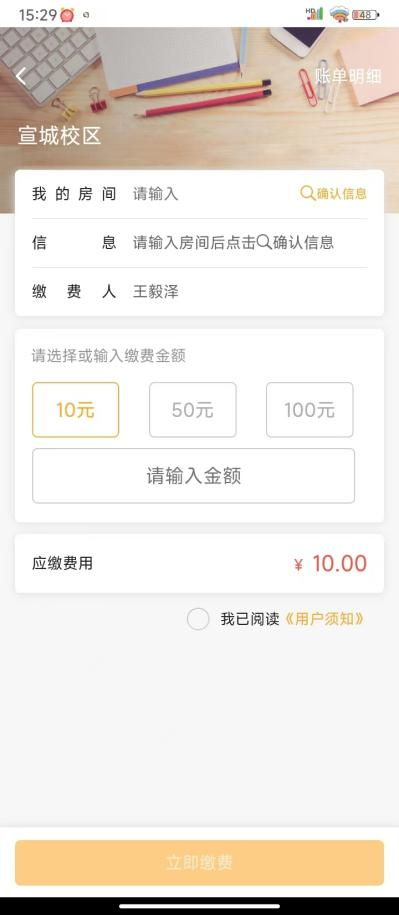 15:29
HD
48
账单明细
宣城校区
我的房间 请输入 确认信息
信息 请输入房间后点击确认信息
缴费人 王毅泽
请选择或输入缴费金额
10元 50元 100元
请输入金额
应缴费用 ¥ 10.00
我已阅读《用户须知》
立即缴费